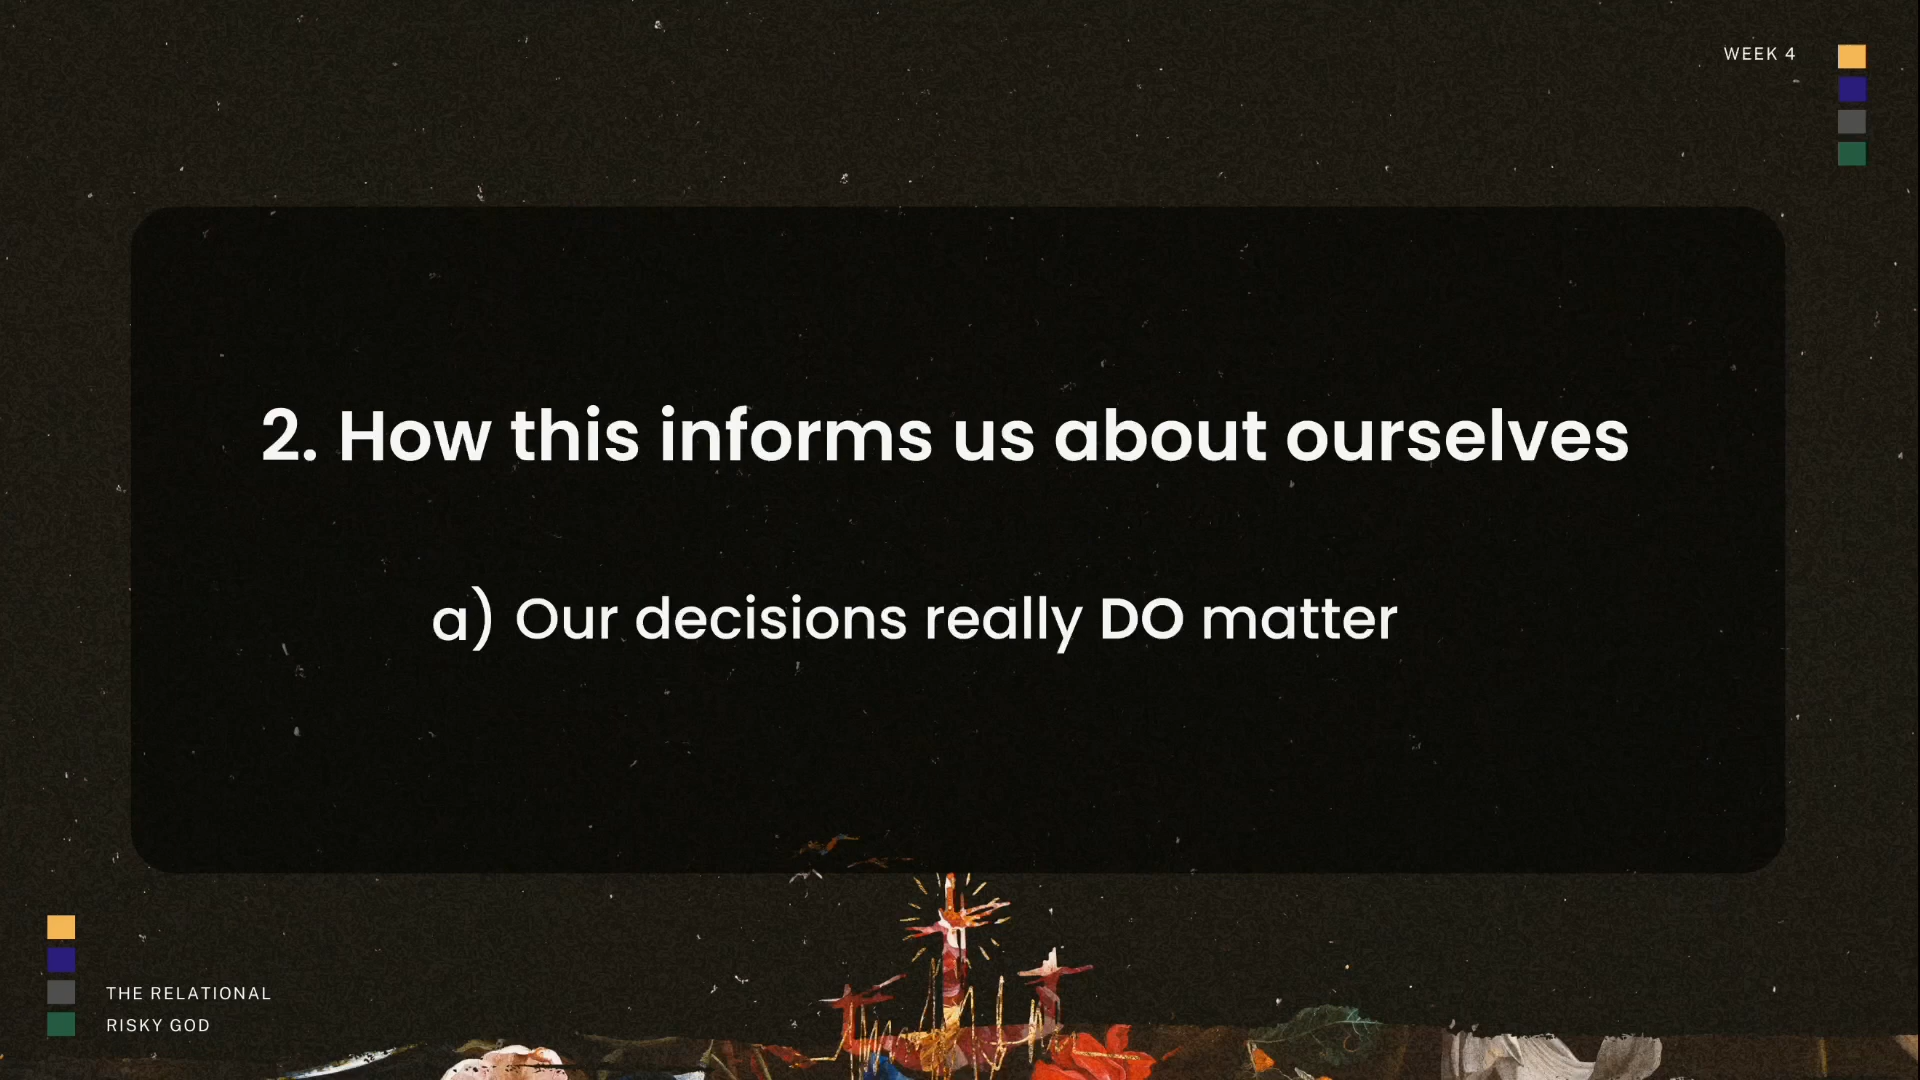 WEEK 4
2. How this informs us about ourselves
a) Our decisions really DO matter
THE RELATIONAL
RISKY GOD